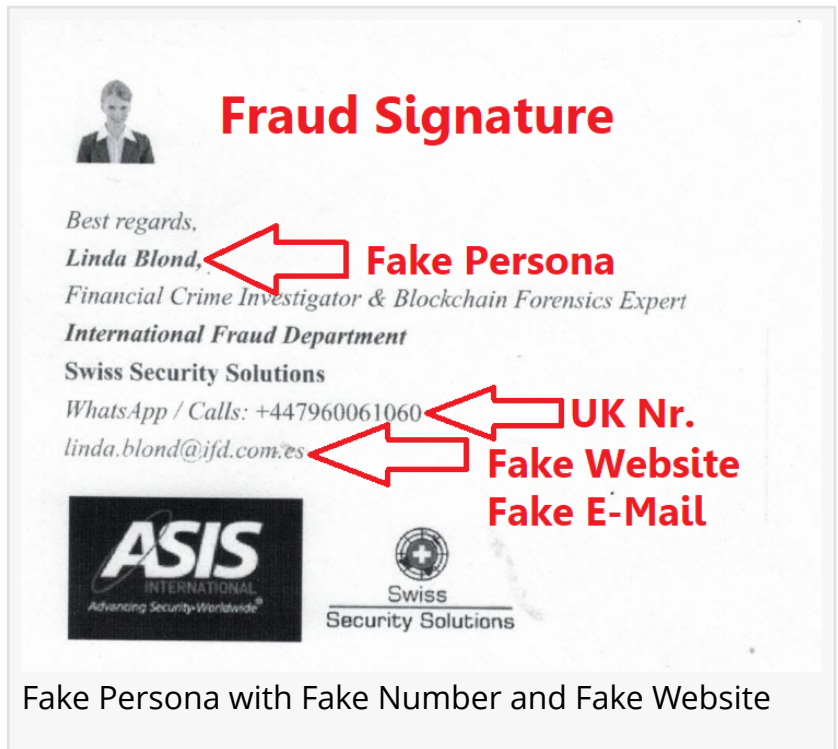 Fraud Signature
Best regards,
Linda Blond,
Fake Persona
Financial Crime Investigator & Blockchain Forensics Expert
International Fraud Department
Swiss Security Solutions
WhatsApp / Calls: +447960061060
UK Nr.
linda.blond@ifd.com.es
Fake Website
Fake E-Mail
ASIS
INTERNATIONAL
Advancing Security Worldwide®
Swiss
Security Solutions
Fake Persona with Fake Number and Fake Website